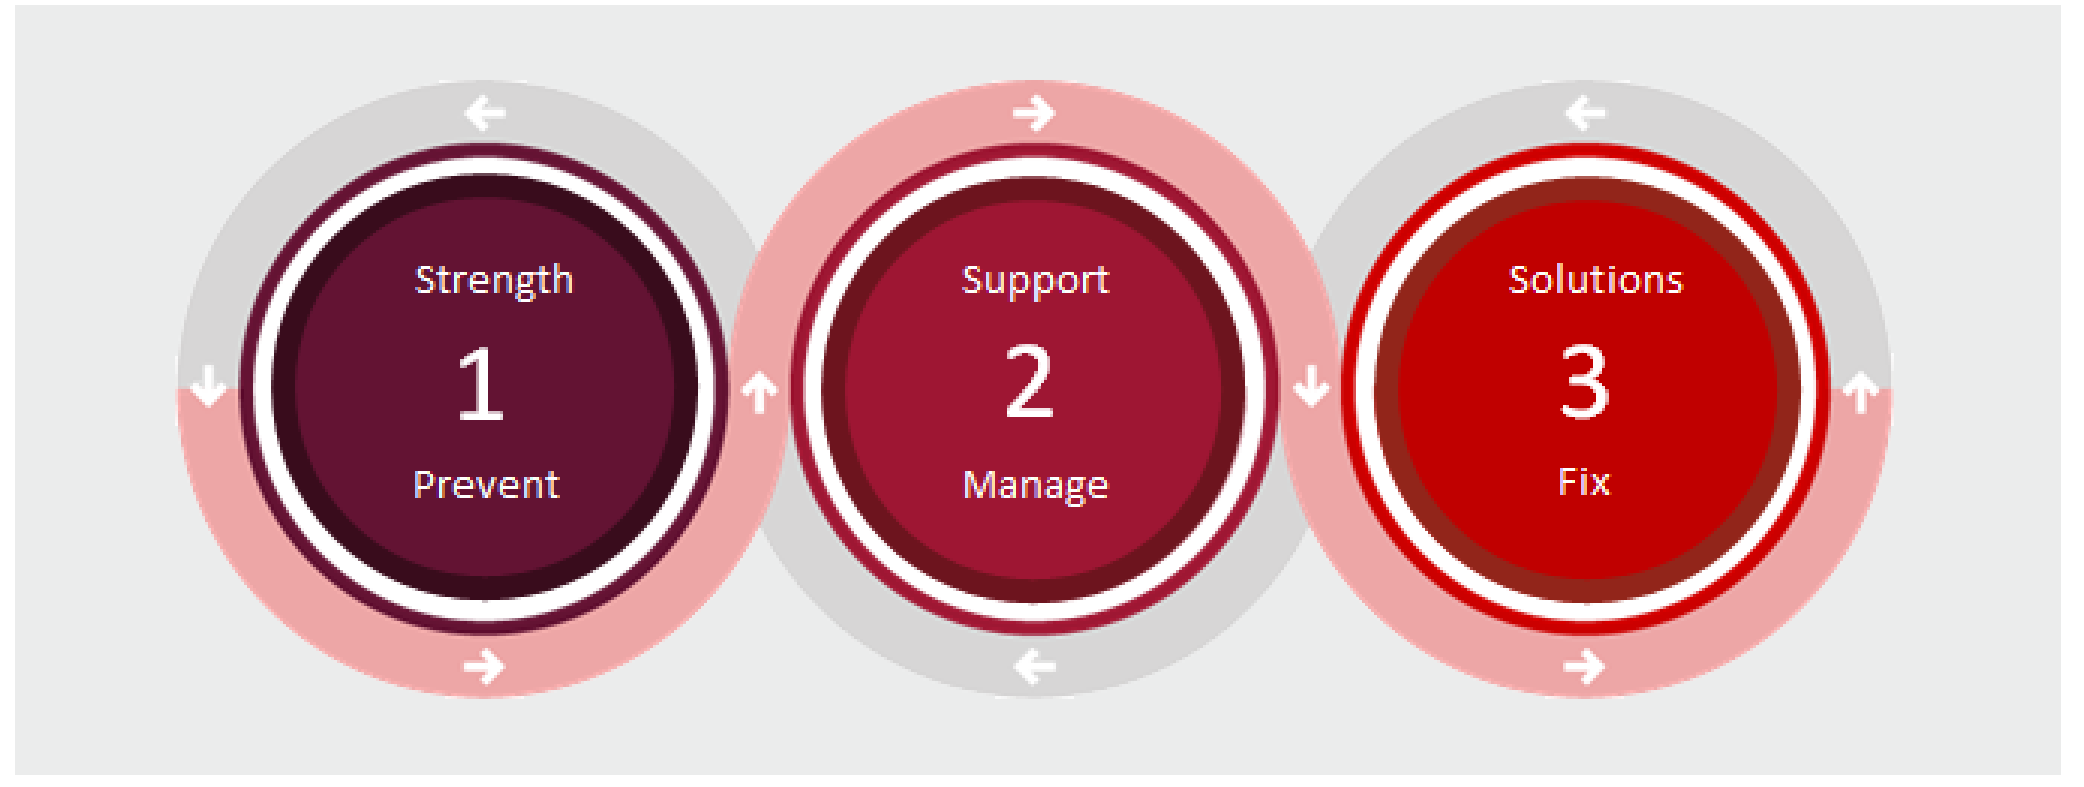 Strength
1
Prevent
Support
2
Manage
Solutions
3
Fix